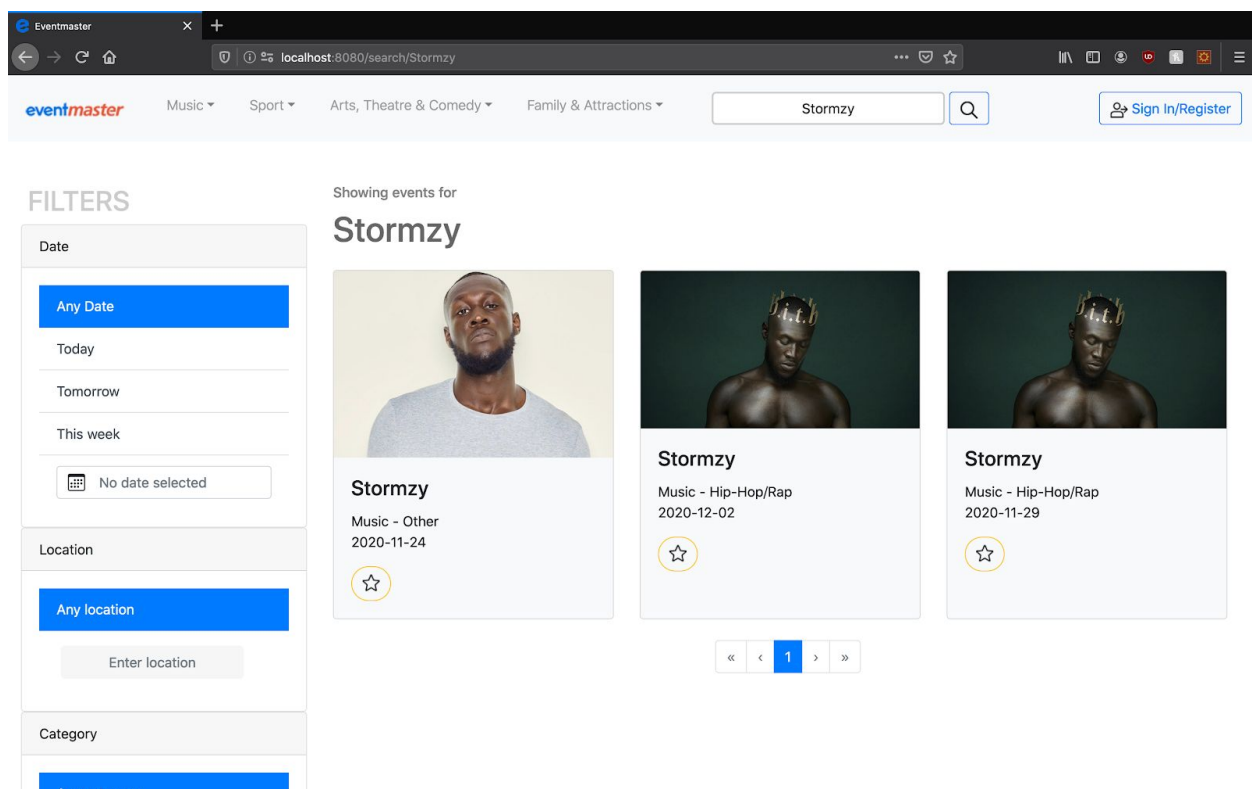 Eventmaster
localhost:8080/search/Stormzy
eventmaster
Music
Sport
Arts, Theatre & Comedy
Family & Attractions
Stormzy
Sign In/Register
FILTERS
Date
Any Date
Today
Tomorrow
This week
No date selected
Location
Any location
Enter location
Category
Showing events for
Stormzy
B.i.t.h
Stormzy
Music - Other
2020-11-24
B.i.t.h
Stormzy
Music - Hip-Hop/Rap
2020-12-02
Stormzy
Music - Hip-Hop/Rap
2020-11-29
« ‹ 1 › »